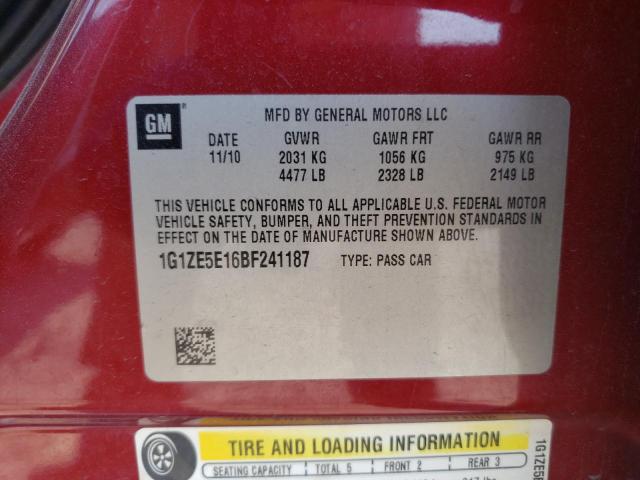 GM ®
MFD BY GENERAL MOTORS LLC
DATE GVWR GAWR FRT GAWR RR
11/10 2031 KG 1056 KG 975 KG
4477 LB 2328 LB 2149 LB
THIS VEHICLE CONFORMS TO ALL APPLICABLE U.S. FEDERAL MOTOR
VEHICLE SAFETY, BUMPER, AND THEFT PREVENTION STANDARDS IN
EFFECT ON THE DATE OF MANUFACTURE SHOWN ABOVE.
1G1ZE5E16BF241187 TYPE: PASS CAR
TIRE AND LOADING INFORMATION
SEATING CAPACITY TOTAL 5 FRONT 2 REAR 3
1G1ZE5E